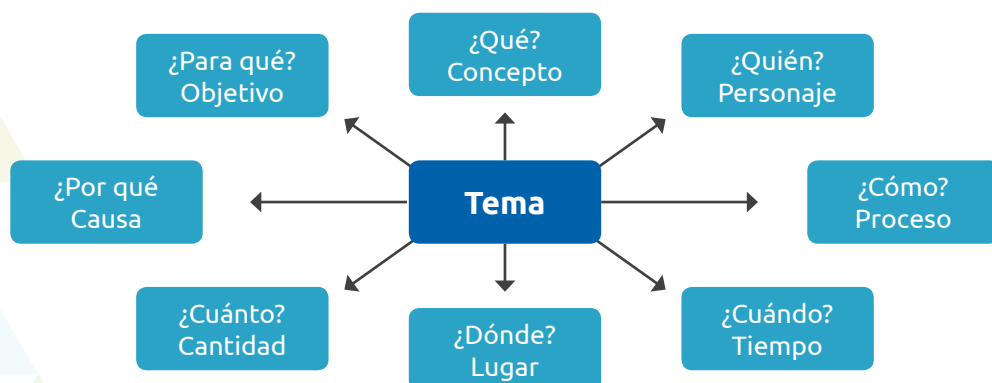 ¿Qué?
Concepto
¿Para qué?
Objetivo
¿Quién?
Personaje
¿Por qué
Causa
Tema
¿Cómo?
Proceso
¿Cuánto?
Cantidad
¿Dónde?
Lugar
¿Cuándo?
Tiempo